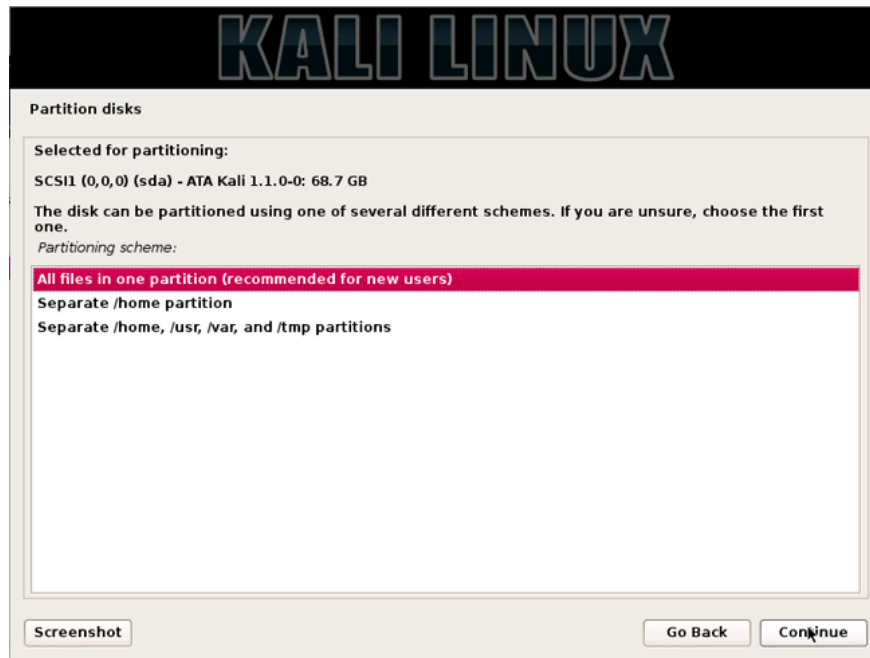 KALI LINUX
Partition disks
Selected for partitioning:
SCSI1 (0,0,0) (sda) - ATA Kali 1.1.0-0: 68.7 GB
The disk can be partitioned using one of several different schemes. If you are unsure, choose the first
one.
Partitioning scheme:
All files in one partition (recommended for new users)
Separate /home partition
Separate /home, /usr, /var, and /tmp partitions
Screenshot
Go Back
Continue